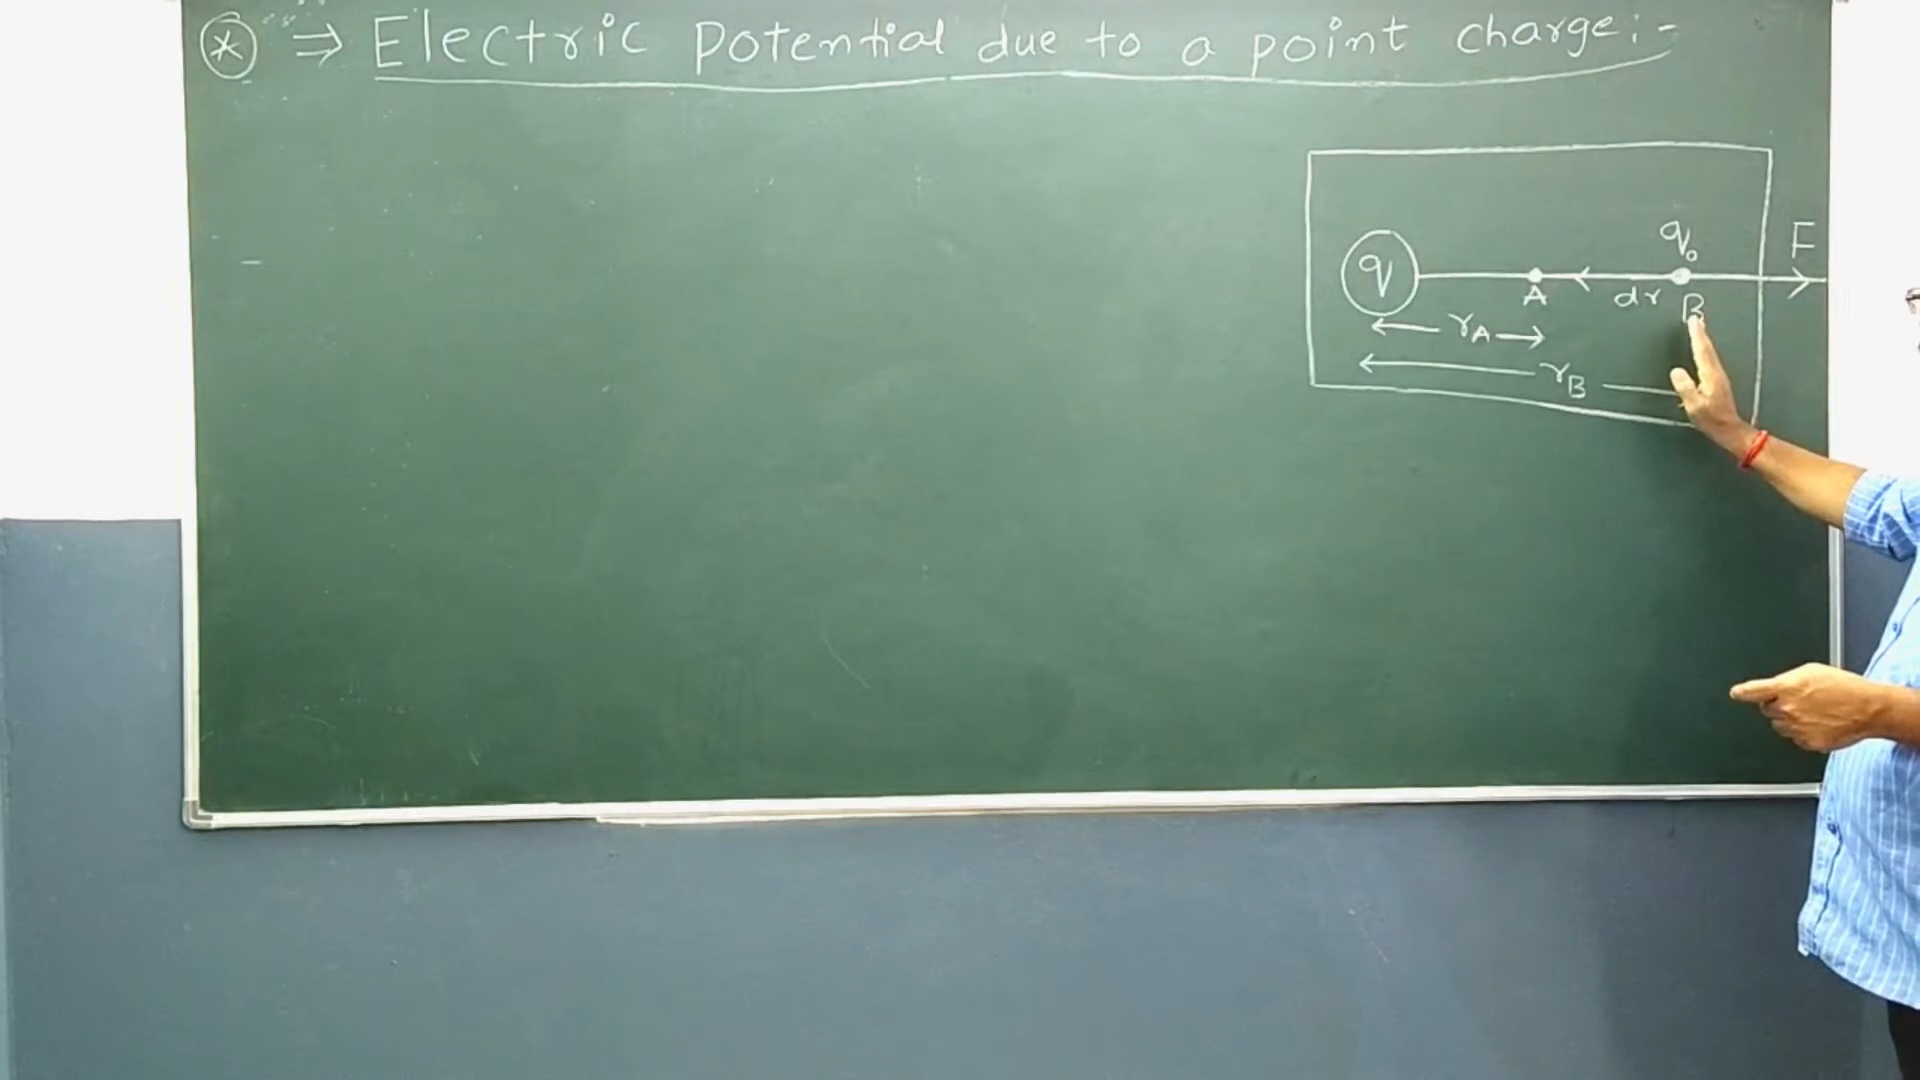 * ⇒ Electric Potential due to a point charge:-
q₀ F
q
A dr B
r_A
r_B